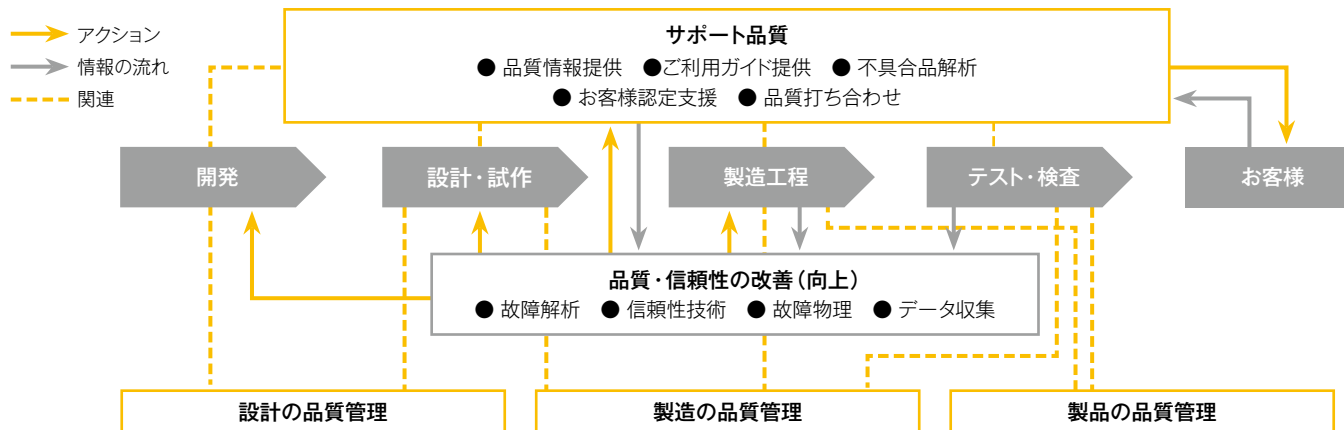 アクション
情報の流れ
関連
サポート品質
● 品質情報提供 ●ご利用ガイド提供 ● 不具合品解析
● お客様認定支援 ● 品質打ち合わせ
開発
設計・試作
製造工程
テスト・検査
お客様
品質・信頼性の改善（向上）
● 故障解析 ● 信頼性技術 ● 故障物理 ● データ収集
設計の品質管理
製造の品質管理
製品の品質管理